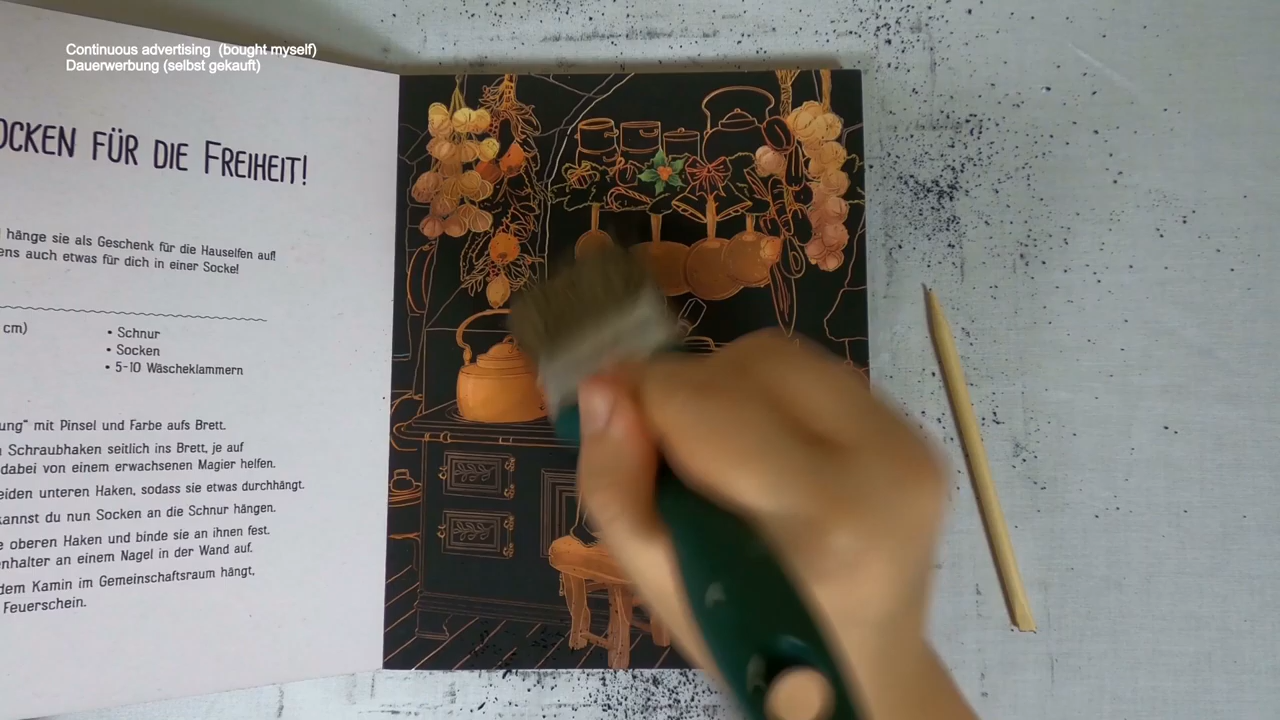 Continuous advertising (bought myself)
Dauerwerbung (selbst gekauft)
OCKEN FÜR DIE FREIHEIT!
hänge sie als Geschenk für die Hauselfen auf!
ens auch etwas für dich in einer Socke!
cm)
• Schnur
• Socken
• 5-10 Wäscheklammern
ung" mit Pinsel und Farbe aufs Brett.
Schraubhaken seitlich ins Brett, je auf
dabei von einem erwachsenen Magier helfen.
eiden unteren Haken, sodass sie etwas durchhängt.
kannst du nun Socken an die Schnur hängen.
e oberen Haken und binde sie an ihnen fest.
enhalter an einem Nagel in der Wand auf.
dem Kamin im Gemeinschaftsraum hängt,
Feuerschein.